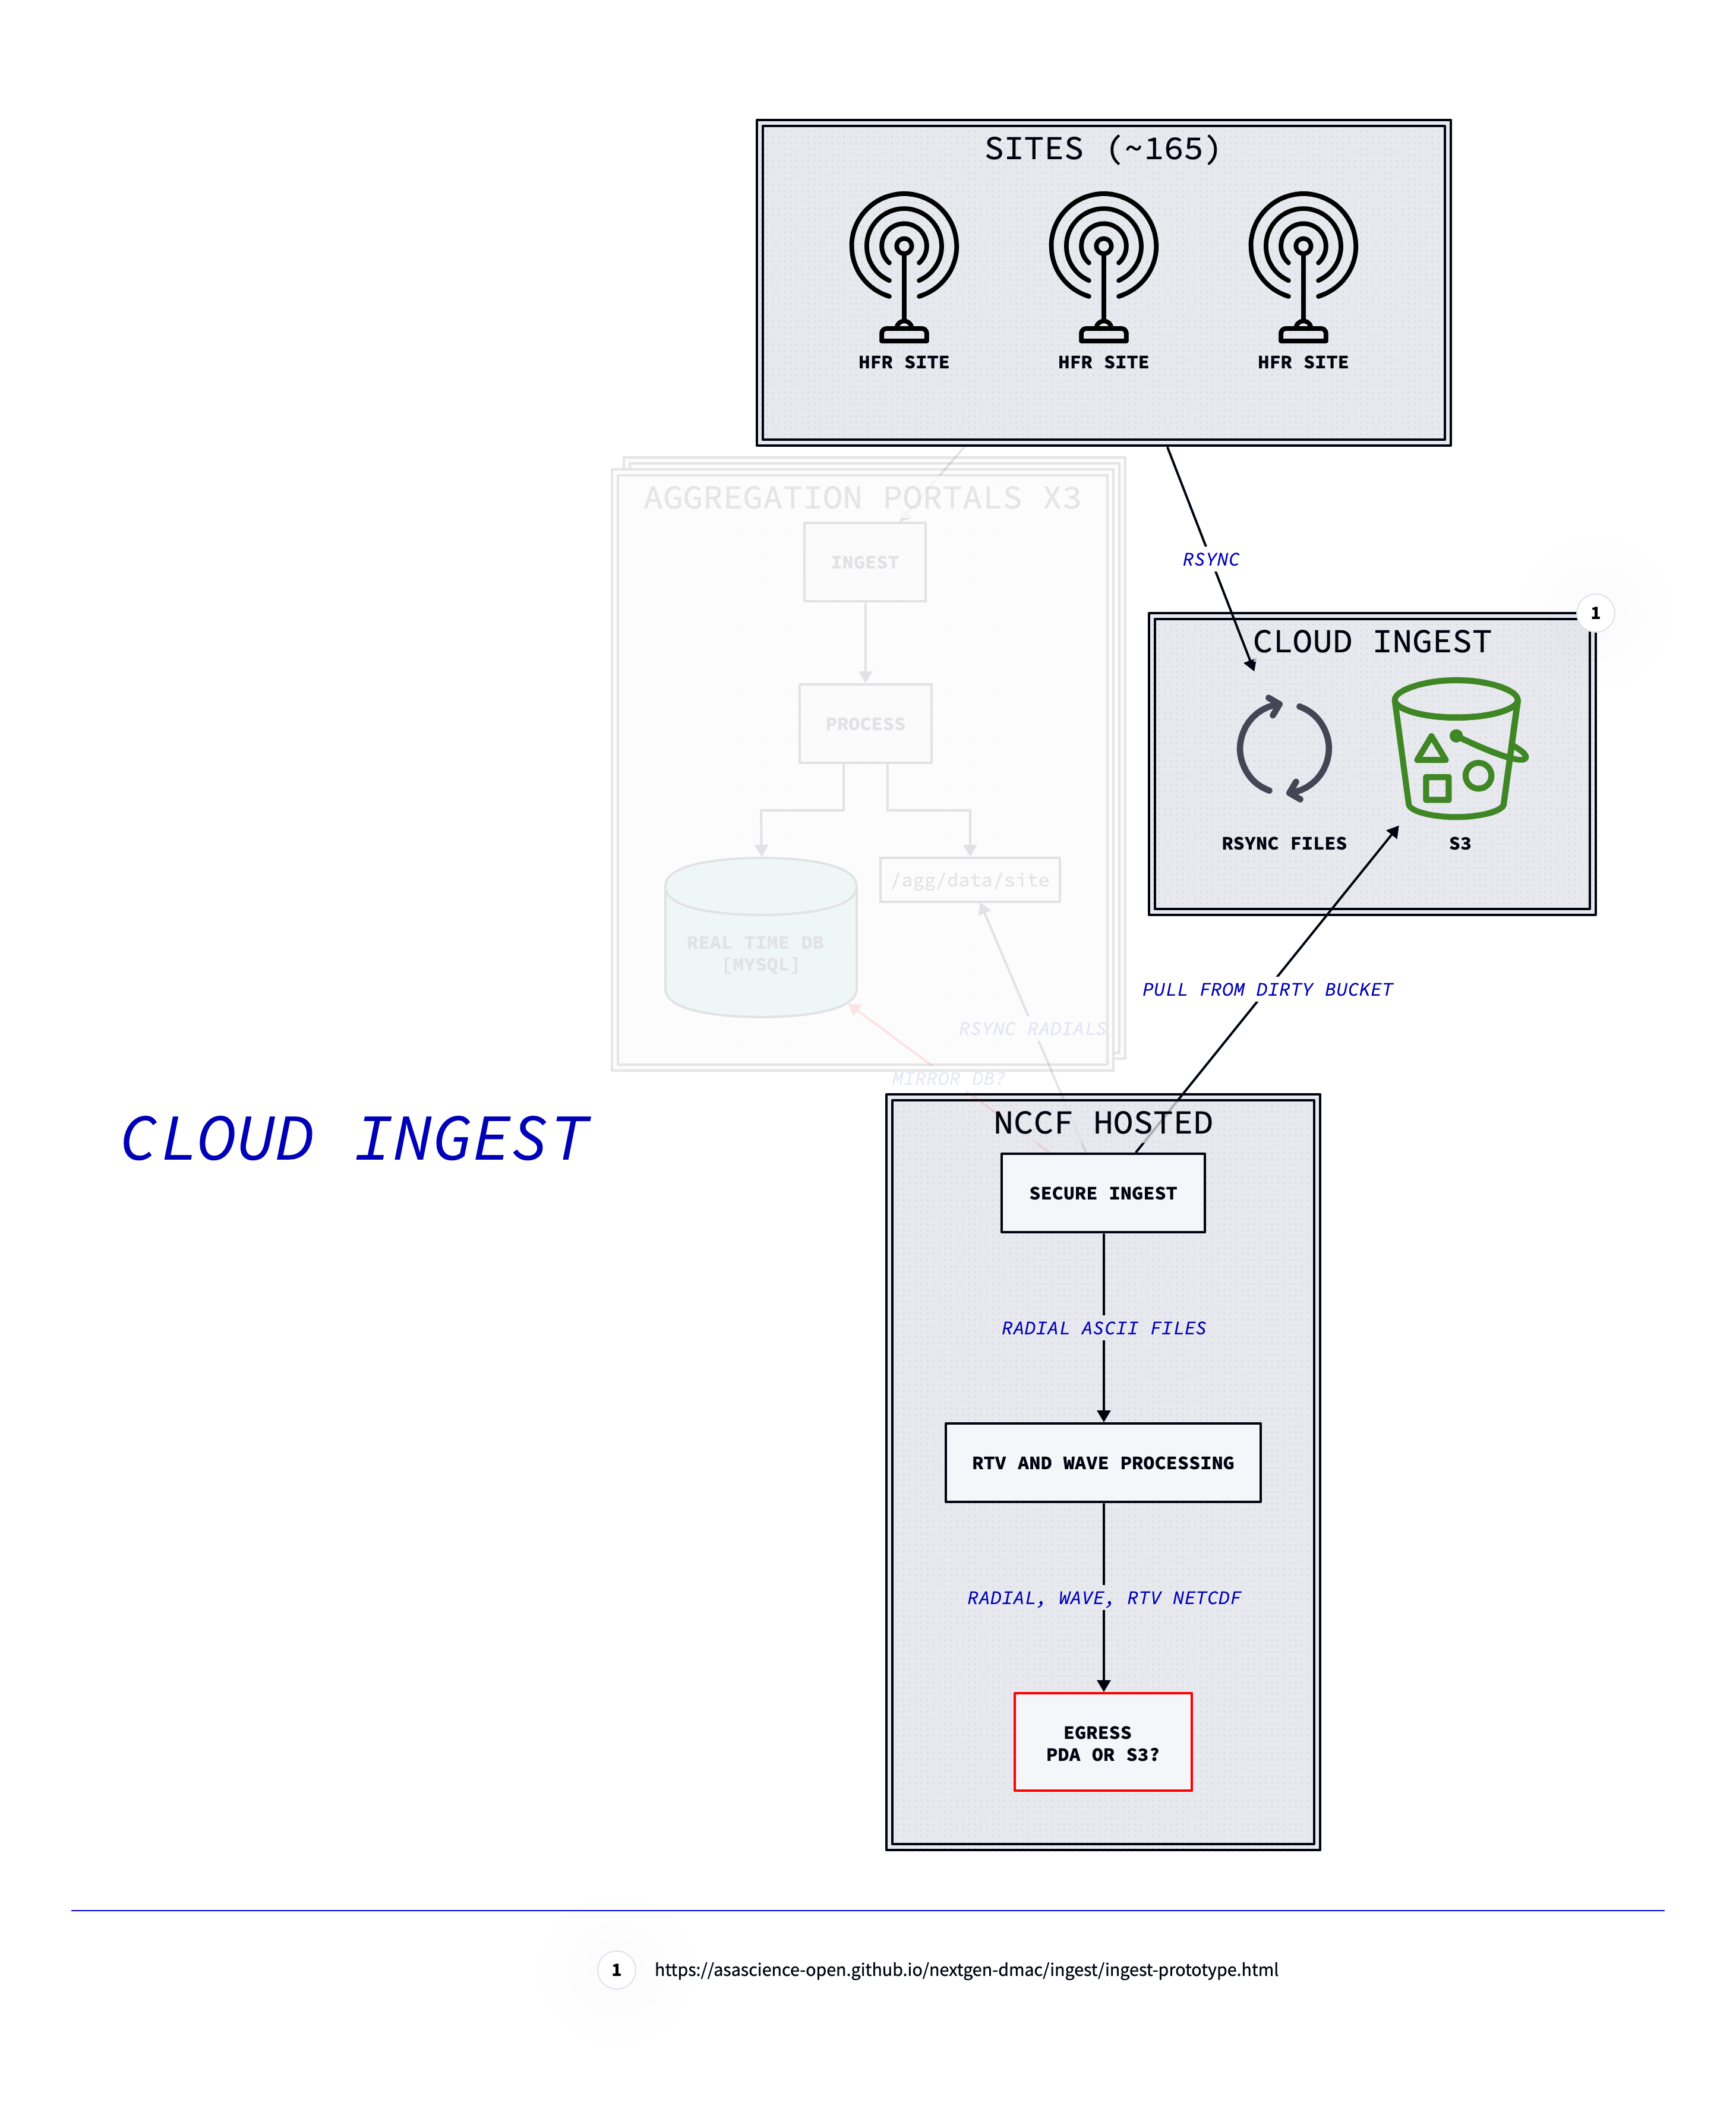 SITES (~165)
HFR SITE
HFR SITE
HFR SITE
AGGREGATION PORTALS X3
INGEST
RSYNC
1
CLOUD INGEST
PROCESS
RSYNC FILES
S3
/agg/data/site
REAL TIME DB
[MYSQL]
PULL FROM DIRTY BUCKET
RSYNC RADIALS
MIRROR DB?
CLOUD INGEST
NCCF HOSTED
SECURE INGEST
RADIAL ASCII FILES
RTV AND WAVE PROCESSING
RADIAL, WAVE, RTV NETCDF
EGRESS
PDA OR S3?
1 https://asascience-open.github.io/nextgen-dmac/ingest/ingest-prototype.html